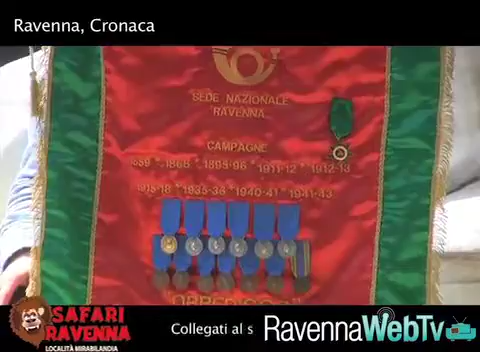 Ravenna, Cronaca
SEDE NAZIONALE
RAVENNA
CAMPAGNE
1866 * 1895-96 * 1911-12 * 1912-13
1915-18 * 1935-36 * 1940-41 * 1941-43
SAFARI
RAVENNA
LOCALITÀ MIRABILANDIA
Collegati al s
RavennaWebTv